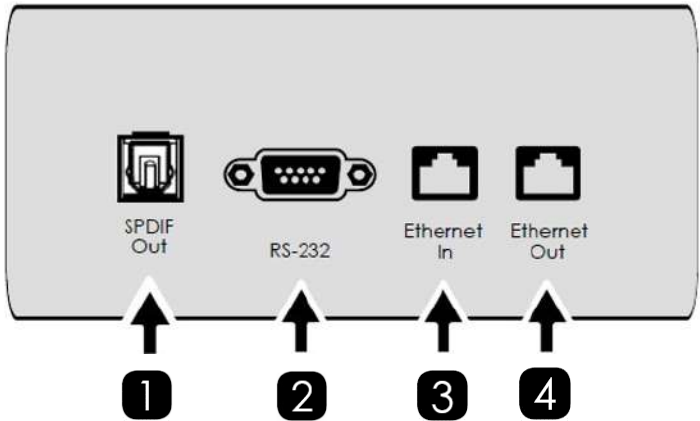 SPDIF
Out
RS-232
Ethernet
In
Ethernet
Out
1
2
3
4